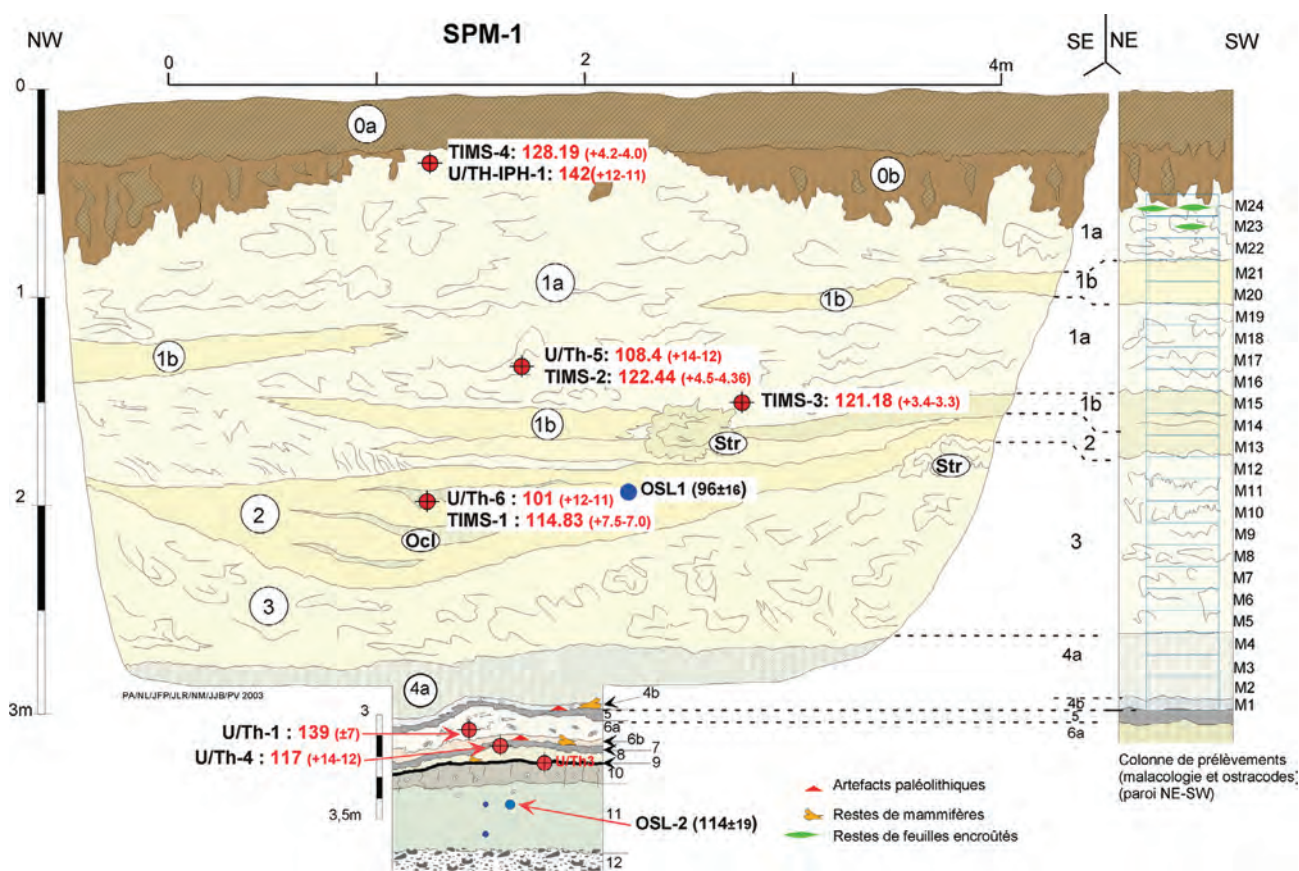 SPM-1
NW
SE
NE
SW
0
2
4m
0
1
2
3m
0a
0b
TIMS-4: 128.19 (+4.2-4.0)
U/TH-IPH-1: 142(+12-11)
1a
1b
1b
U/Th-5: 108.4 (+14-12)
TIMS-2: 122.44 (+4.5-4.36)
TIMS-3: 121.18 (+3.4-3.3)
1b
Str
Str
2
U/Th-6 : 101 (+12-11)
TIMS-1 : 114.83 (+7.5-7.0)
OSL1 (96±16)
Ocl
3
4a
PA/NL/JFP/JLR/NM/JJB/PV 2003
1a
1b
1a
1b
2
3
4a
4b
5
6a
M24
M23
M22
M21
M20
M19
M18
M17
M16
M15
M14
M13
M12
M11
M10
M9
M8
M7
M6
M5
M4
M3
M2
M1
3
3,5m
U/Th-1: 139 (±7)
U/Th-4: 117 (+14-12)
U/Th3
4b
5
6a
6b
7
8
9
10
11
12
OSL-2 (114±19)
Artefacts paléolithiques
Restes de mammifères
Restes de feuilles encroûtés
Colonne de prélèvements
(malacologie et ostracodes)
(paroi NE-SW)